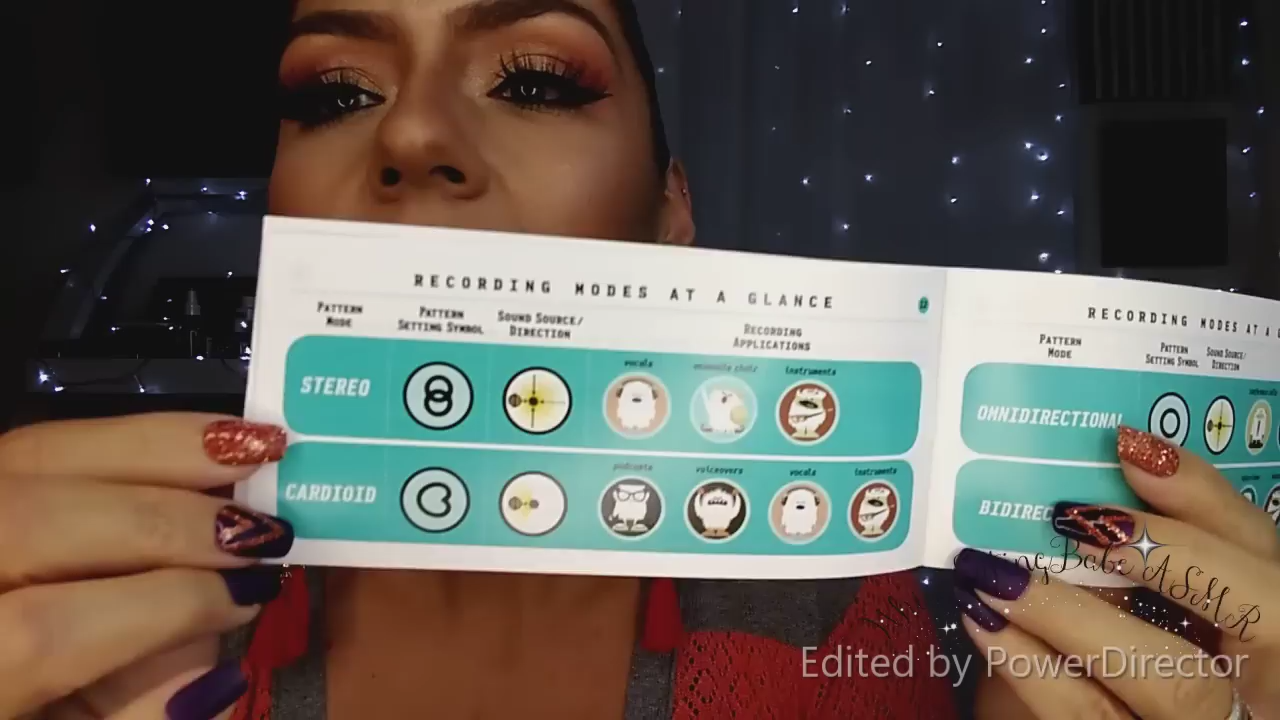 RECORDING MODES AT A GLANCE
PATTERN MODE
PATTERN SETTING SYMBOL
SOUND SOURCE/ DIRECTION
RECORDING APPLICATIONS
STEREO
vocals
instruments
CARDIOID
podcasts
voiceovers
vocals
instruments
RECORDING MODES AT A
PATTERN MODE
PATTERN SETTING SYMBOL
SOUND SOURCE/ DIRECTION
OMNIDIRECTIONAL
BIDIREC
Babe ASMR
Edited by PowerDirector